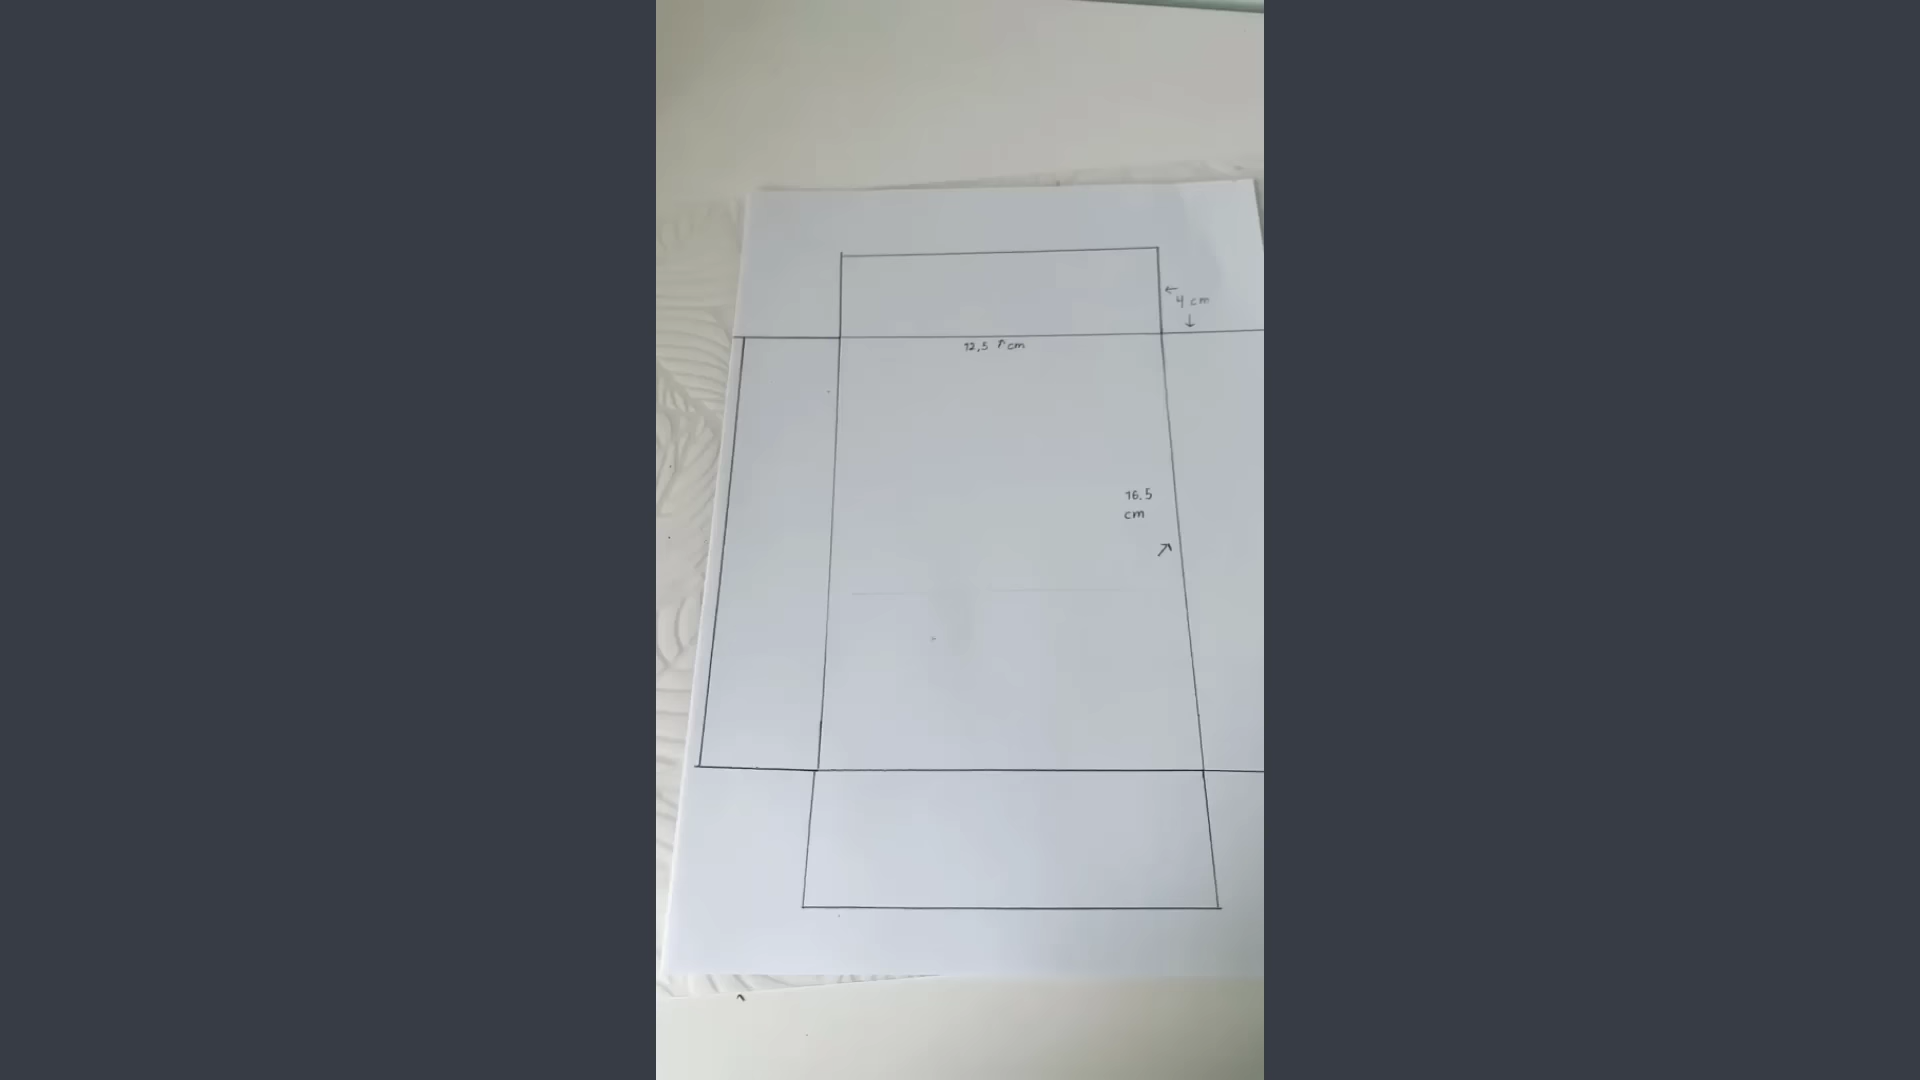 ← 4 cm ↓
12,5 ↑ cm
16.5
cm
↗